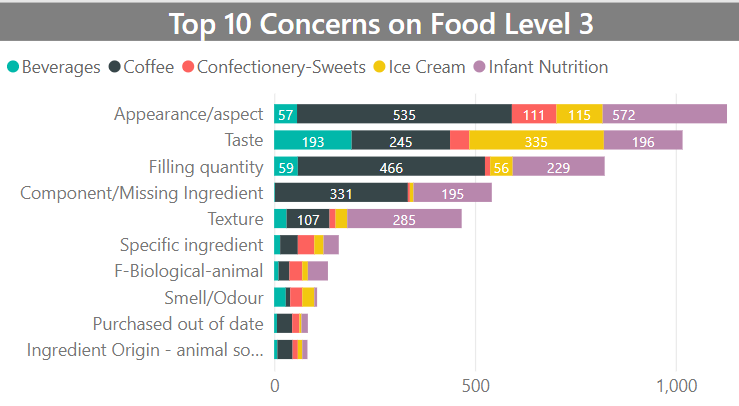 Top 10 Concerns on Food Level 3
Beverages Coffee Confectionery-Sweets Ice Cream Infant Nutrition
Appearance/aspect 57 535 111 115 572
Taste 193 245 335 196
Filling quantity 59 466 56 229
Component/Missing Ingredient 331 195
Texture 107 285
Specific ingredient
F-Biological-animal
Smell/Odour
Purchased out of date
Ingredient Origin - animal so...
0 500 1,000